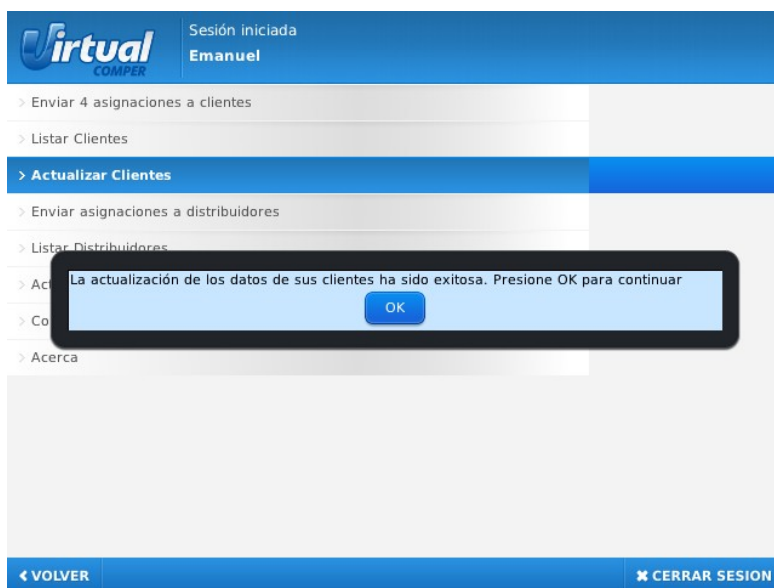 Virtual
COMPER
Sesión iniciada
Emanuel
> Enviar 4 asignaciones a clientes
> Listar Clientes
> Actualizar Clientes
> Enviar asignaciones a distribuidores
> Listar Distribuidores
> Act
La actualización de los datos de sus clientes ha sido exitosa. Presione OK para continuar
OK
> Co
> Acerca
VOLVER
CERRAR SESION